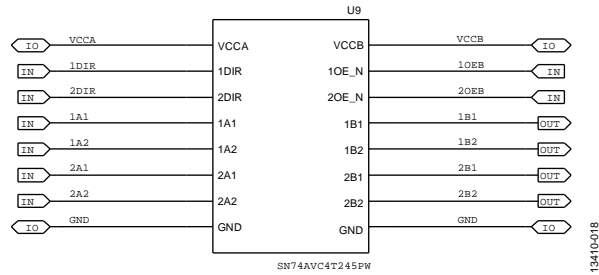 U9
IO VCCA VCCA VCCB VCCB IO
IN 1DIR 1DIR 1OE_N 1OEB IN
IN 2DIR 2DIR 2OE_N 2OEB IN
IN 1A1 1A1 1B1 1B1 OUT
IN 1A2 1A2 1B2 1B2 OUT
IN 2A1 2A1 2B1 2B1 OUT
IN 2A2 2A2 2B2 2B2 OUT
IO GND GND GND GND IO
SN74AVC4T245PW
13410-018